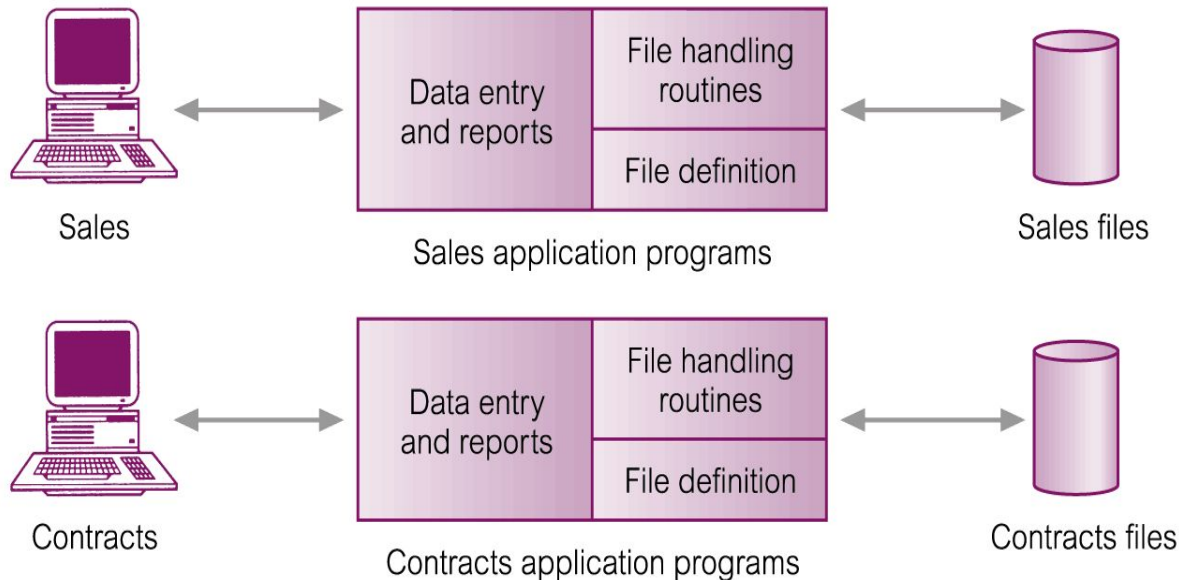 File handling
routines
Data entry
and reports
File definition
Sales
Sales application programs
Sales files
File handling
routines
Data entry
and reports
File definition
Contracts
Contracts application programs
Contracts files